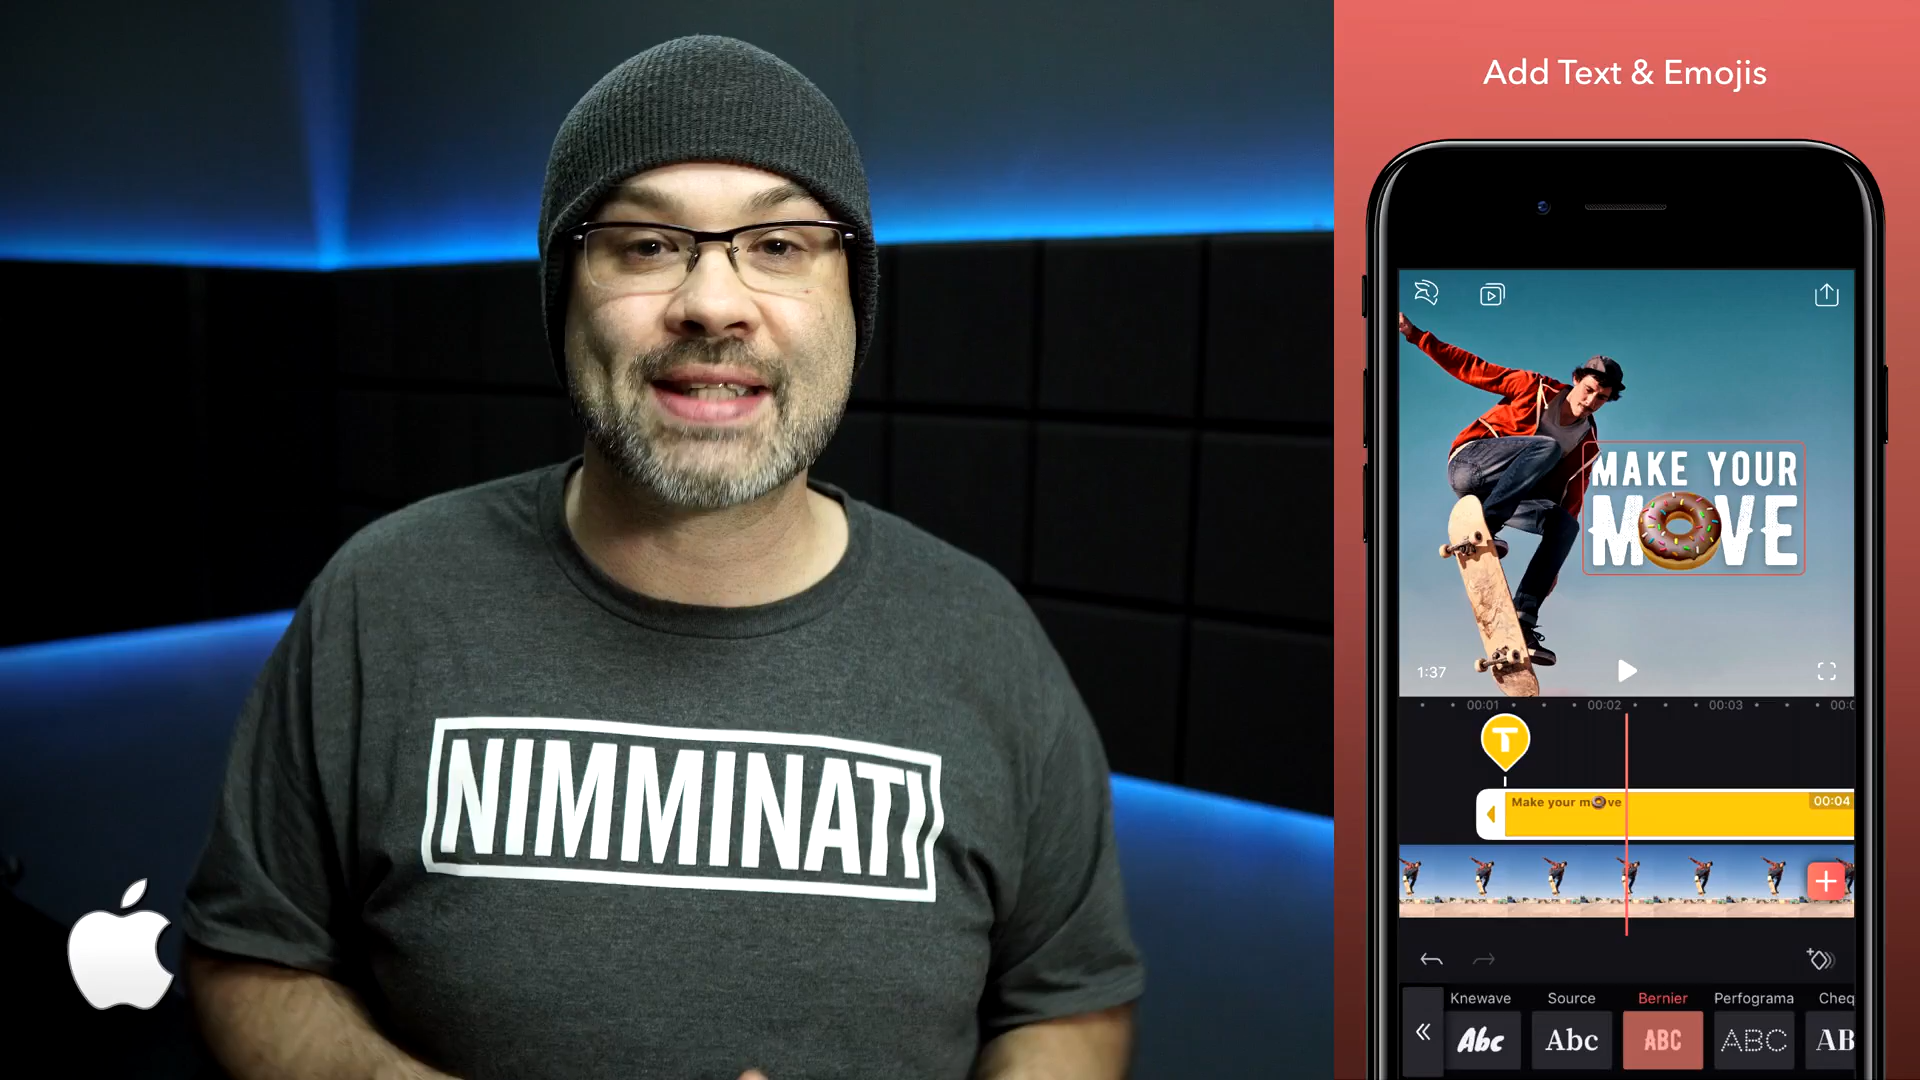 Add Text & Emojis
MAKE YOUR
M🍩VE
1:37
00:01
00:02
00:03
T
Make your m🍩ve
00:04
NIMMINATI
Knewave
Source
Bernier
Perfograma
Abc
Abc
ABC
ABC